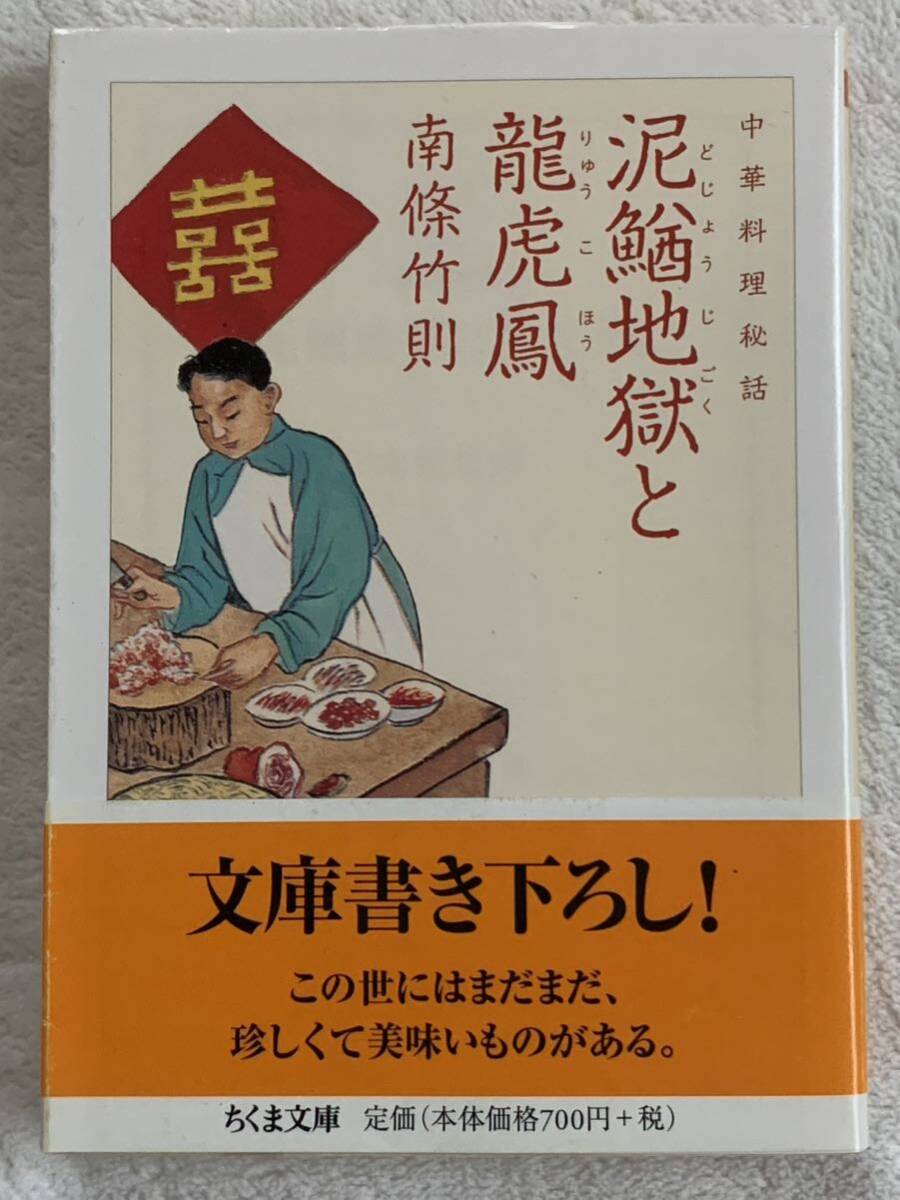 中華料理秘話
泥鰌地獄と
どじょうじごく
龍虎鳳
りゅうこほう
南條竹則
囍
文庫書き下ろし!
この世にはまだまだ、
珍しくて美味いものがある。
ちくま文庫 定価(本体価格700円+税)